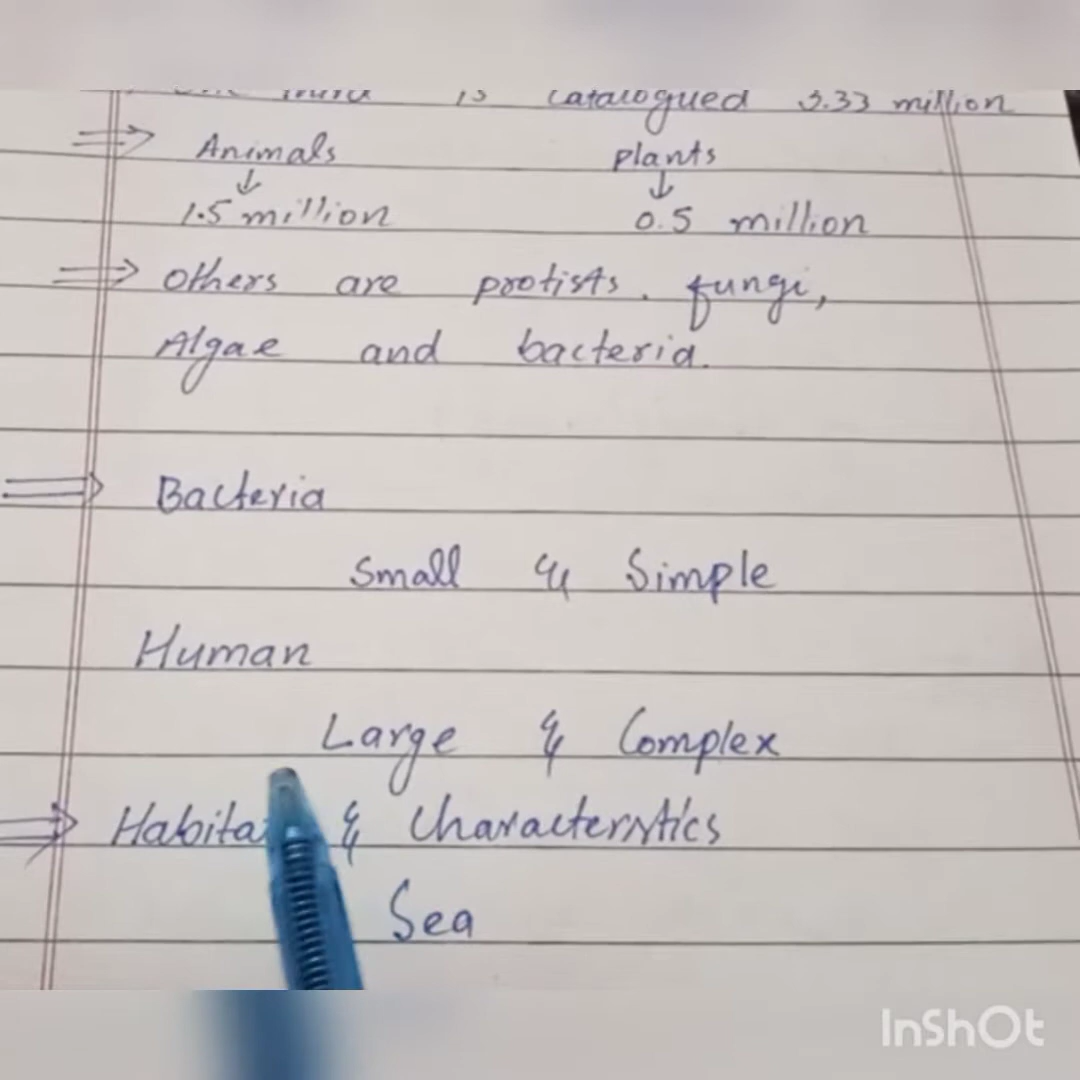 is catalogued 3.33 million
⇒ Animals plants
↓ ↓
1.5 million 0.5 million
⇒ Others are protists. fungi,
Algae and bacteria.
⇒ Bacteria
Small & Simple
Human
Large & Complex
⇒ Habita & Characteristics
Sea
InShOt